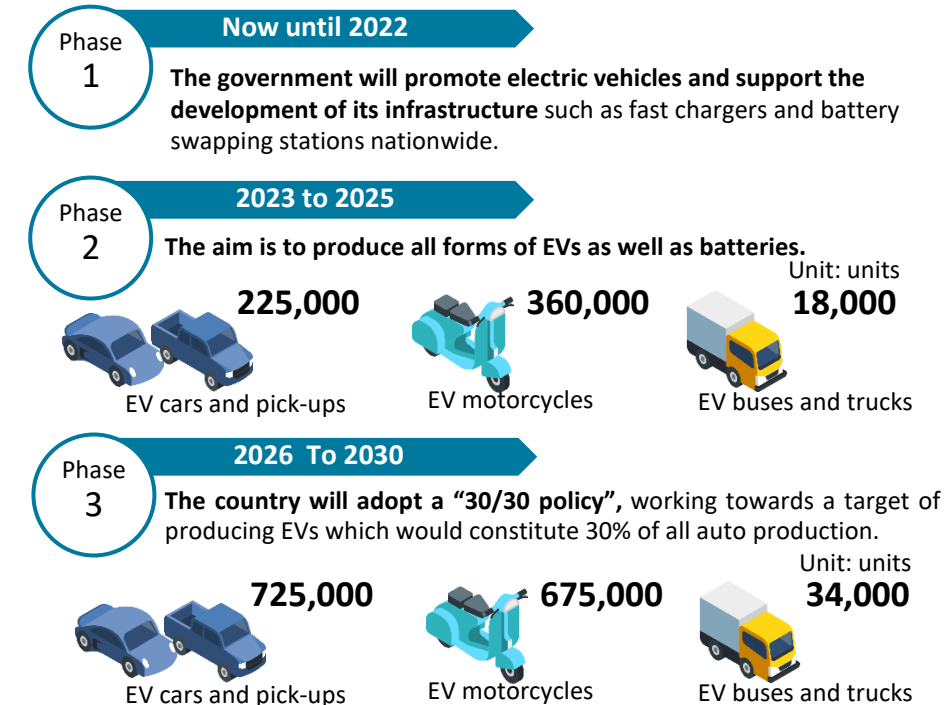 Phase
1
Now until 2022
The government will promote electric vehicles and support the
development of its infrastructure such as fast chargers and battery
swapping stations nationwide.
Phase
2
2023 to 2025
The aim is to produce all forms of EVs as well as batteries.
Unit: units
225,000
360,000
18,000
EV cars and pick-ups
EV motorcycles
EV buses and trucks
Phase
3
2026 To 2030
The country will adopt a “30/30 policy”, working towards a target of
producing EVs which would constitute 30% of all auto production.
Unit: units
725,000
675,000
34,000
EV cars and pick-ups
EV motorcycles
EV buses and trucks